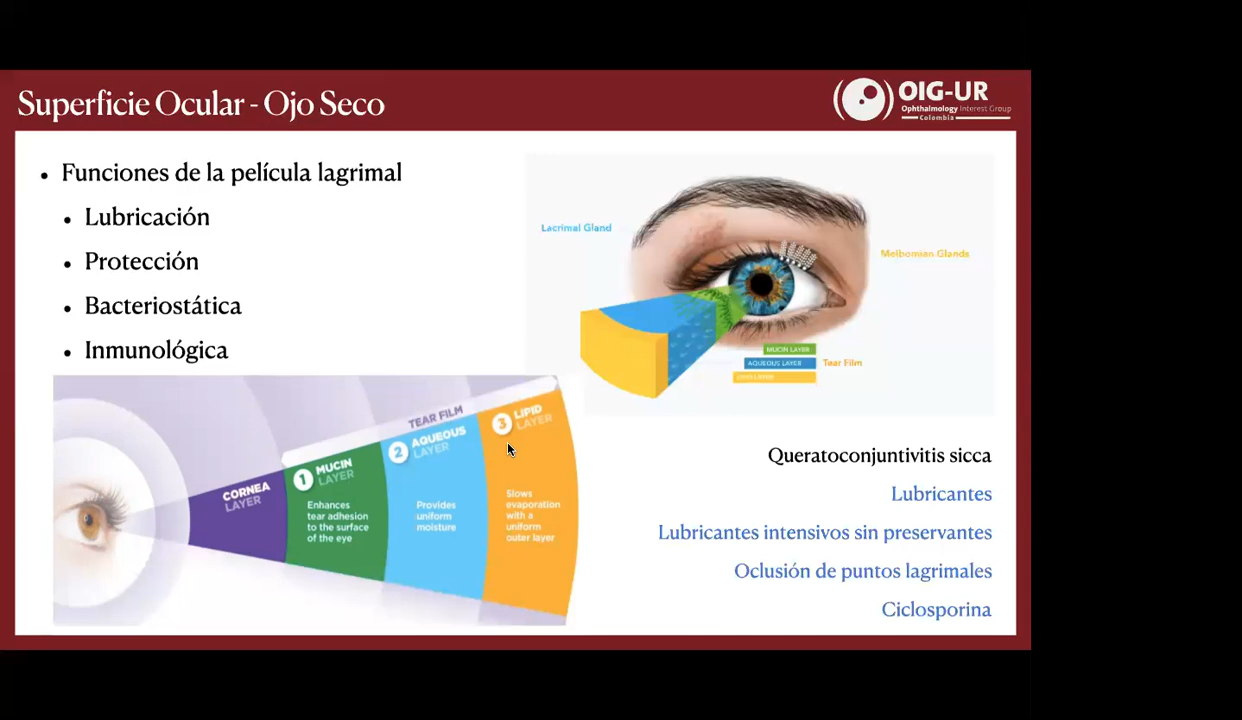 Superficie Ocular - Ojo Seco
OIG-UR
Ophthalmology Interest Group
Colombia
• Funciones de la película lagrimal
• Lubricación
• Protección
• Bacteriostática
• Inmunológica
Lacrimal Gland
Meibomian Glands
MUCIN LAYER
AQUEOUS LAYER
Tear Film
TEAR FILM
CORNEA
LAYER
1 MUCIN
LAYER
Enhances
tear adhesion
to the surface
of the eye
2 AQUEOUS
LAYER
Provides
uniform
moisture
3 LIPID
LAYER
Slows
evaporation
with a
uniform
outer layer
Queratoconjuntivitis sicca
Lubricantes
Lubricantes intensivos sin preservantes
Oclusión de puntos lagrimales
Ciclosporina